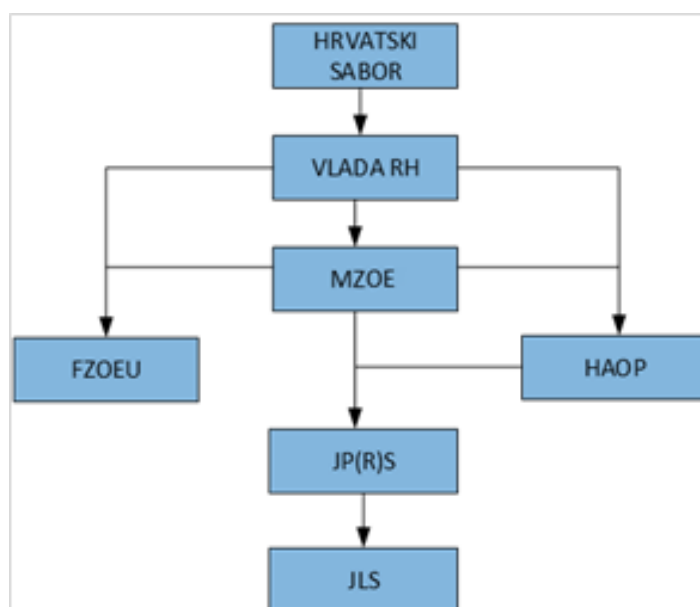 HRVATSKI
SABOR
VLADA RH
MZOE
FZOEU
HAOP
JP(R)S
JLS